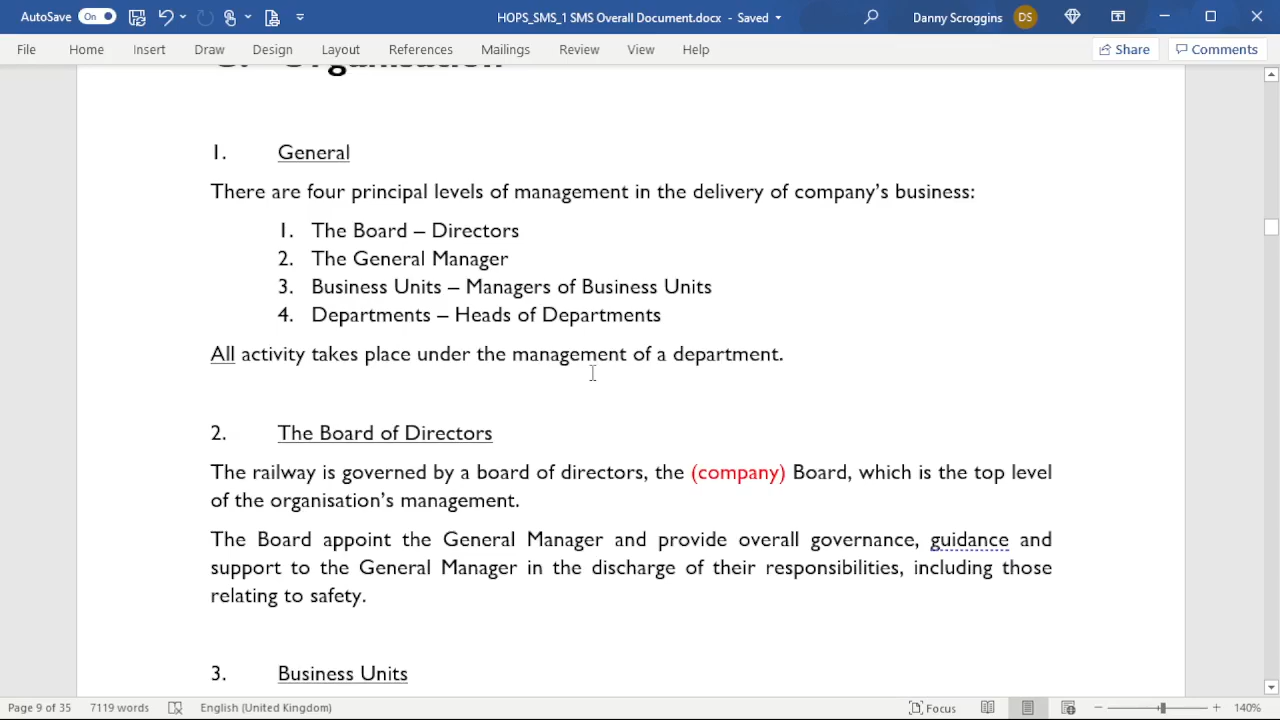 AutoSave On HOPS_SMS_1 SMS Overall Document.docx - Saved Danny Scroggins DS
File Home Insert Draw Design Layout References Mailings Review View Help Share Comments
Organisation
1. General
There are four principal levels of management in the delivery of company’s business:
1. The Board – Directors
2. The General Manager
3. Business Units – Managers of Business Units
4. Departments – Heads of Departments
All activity takes place under the management of a department.
2. The Board of Directors
The railway is governed by a board of directors, the (company) Board, which is the top level
of the organisation’s management.
The Board appoint the General Manager and provide overall governance, guidance and
support to the General Manager in the discharge of their responsibilities, including those
relating to safety.
3. Business Units
Page 9 of 35 7119 words English (United Kingdom) Focus 140%